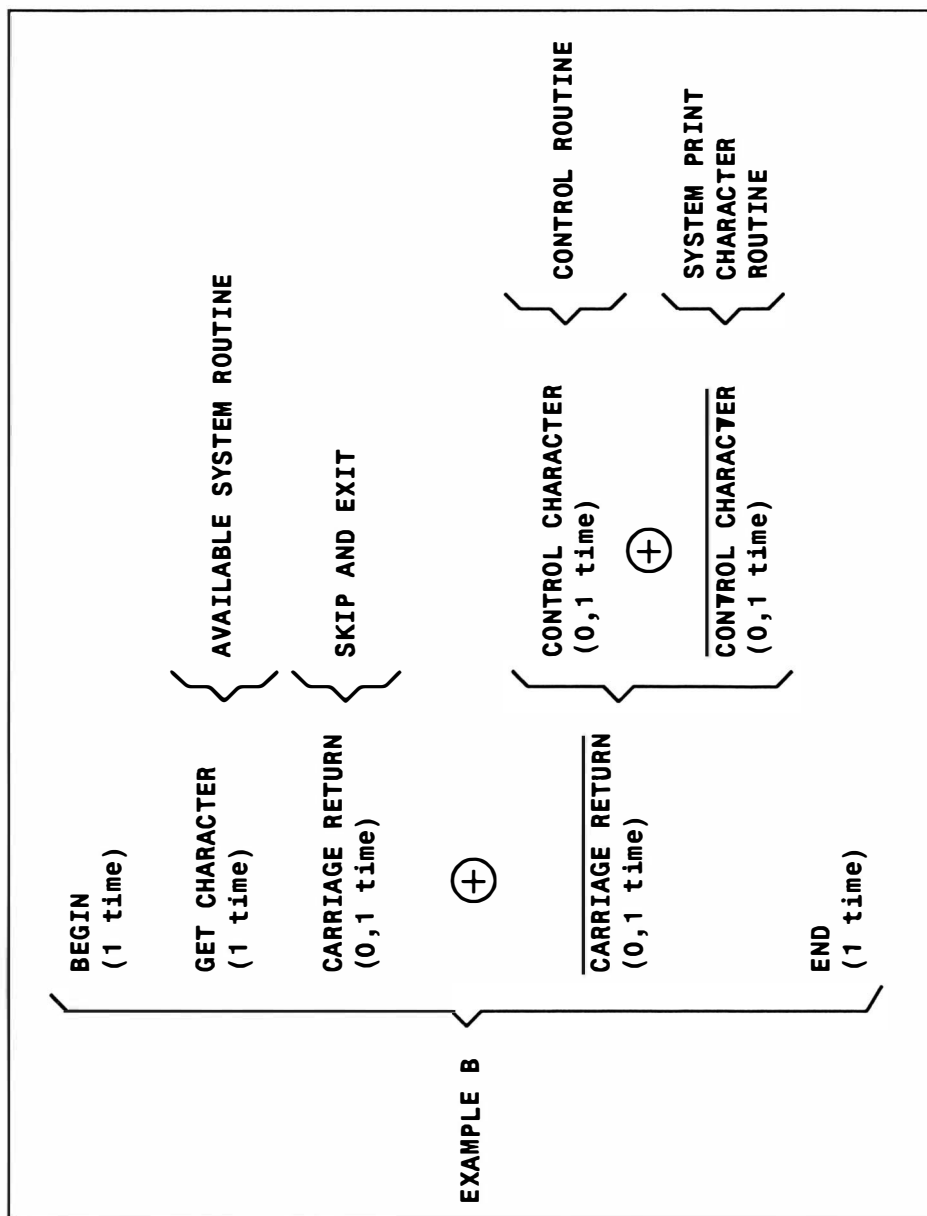 EXAMPLE B
BEGIN
(1 time)
GET CHARACTER
(1 time)
AVAILABLE SYSTEM ROUTINE
CARRIAGE RETURN
(0,1 time)
SKIP AND EXIT
+
CARRIAGE RETURN
(0,1 time)
CONTROL CHARACTER
(0,1 time)
CONTROL ROUTINE
+
CONTROL CHARACTER
(0,1 time)
SYSTEM PRINT
CHARACTER
ROUTINE
END
(1 time)